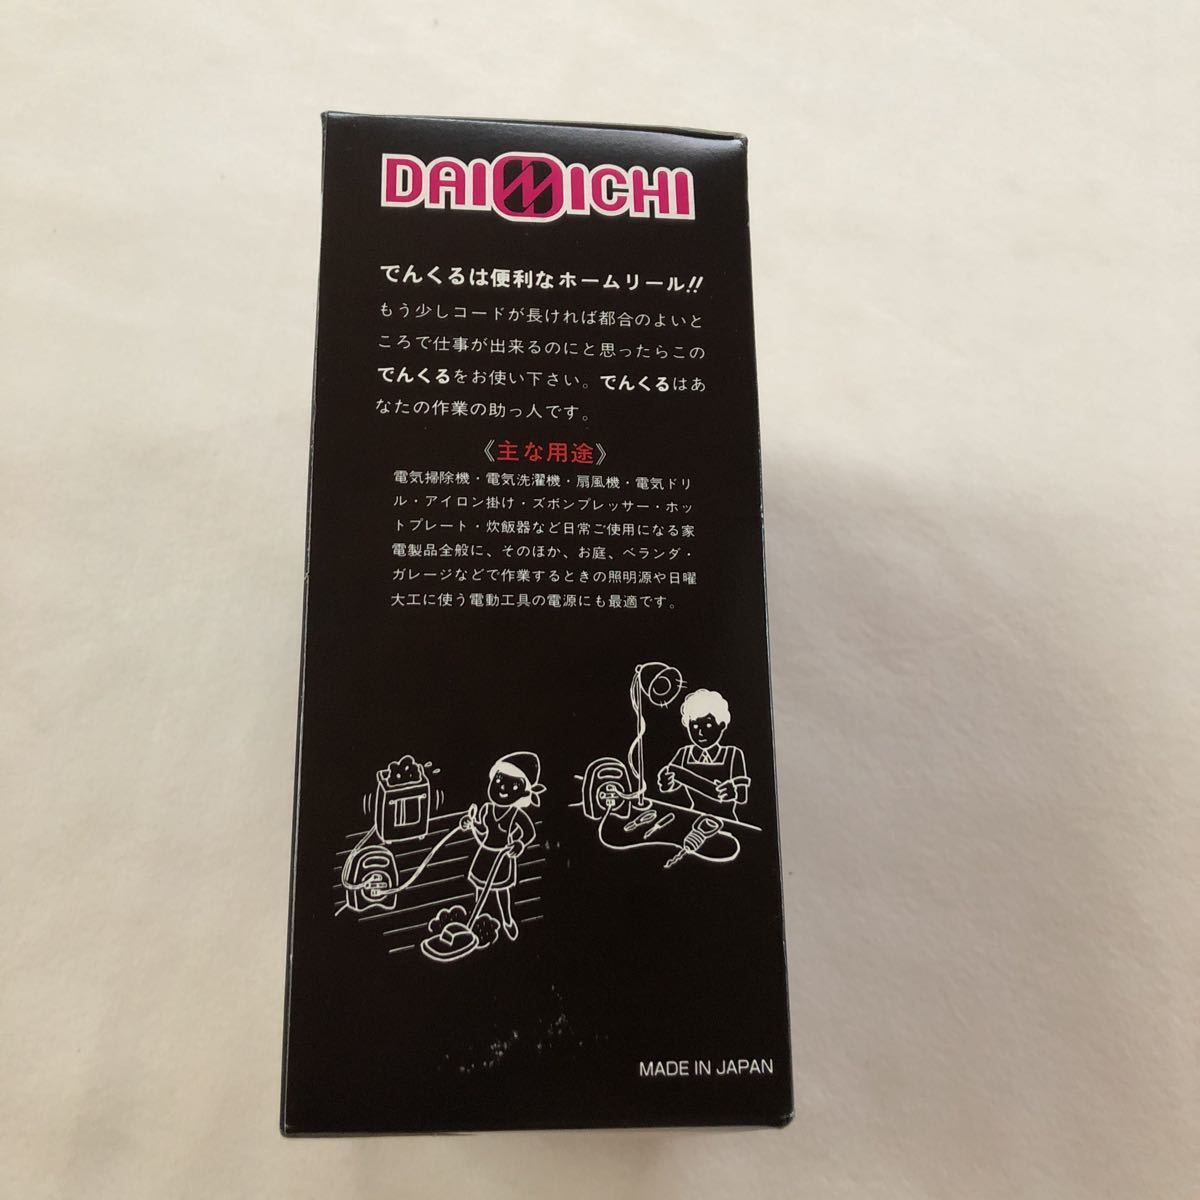 DAINICHI
でんくるは便利なホームリール!!
もう少しコードが長ければ都合のよいと
ころで仕事が出来るのにと思ったらこの
でんくるをお使い下さい。でんくるはあ
なたの作業の助っ人です。
《主な用途》
電気掃除機・電気洗濯機・扇風機・電気ドリ
ル・アイロン掛け・ズボンプレッサー・ホッ
トプレート・炊飯器など日常ご使用になる家
電製品全般に、そのほか、お庭、ベランダ・
ガレージなどで作業するときの照明源や日曜
大工に使う電動工具の電源にも最適です。
MADE IN JAPAN